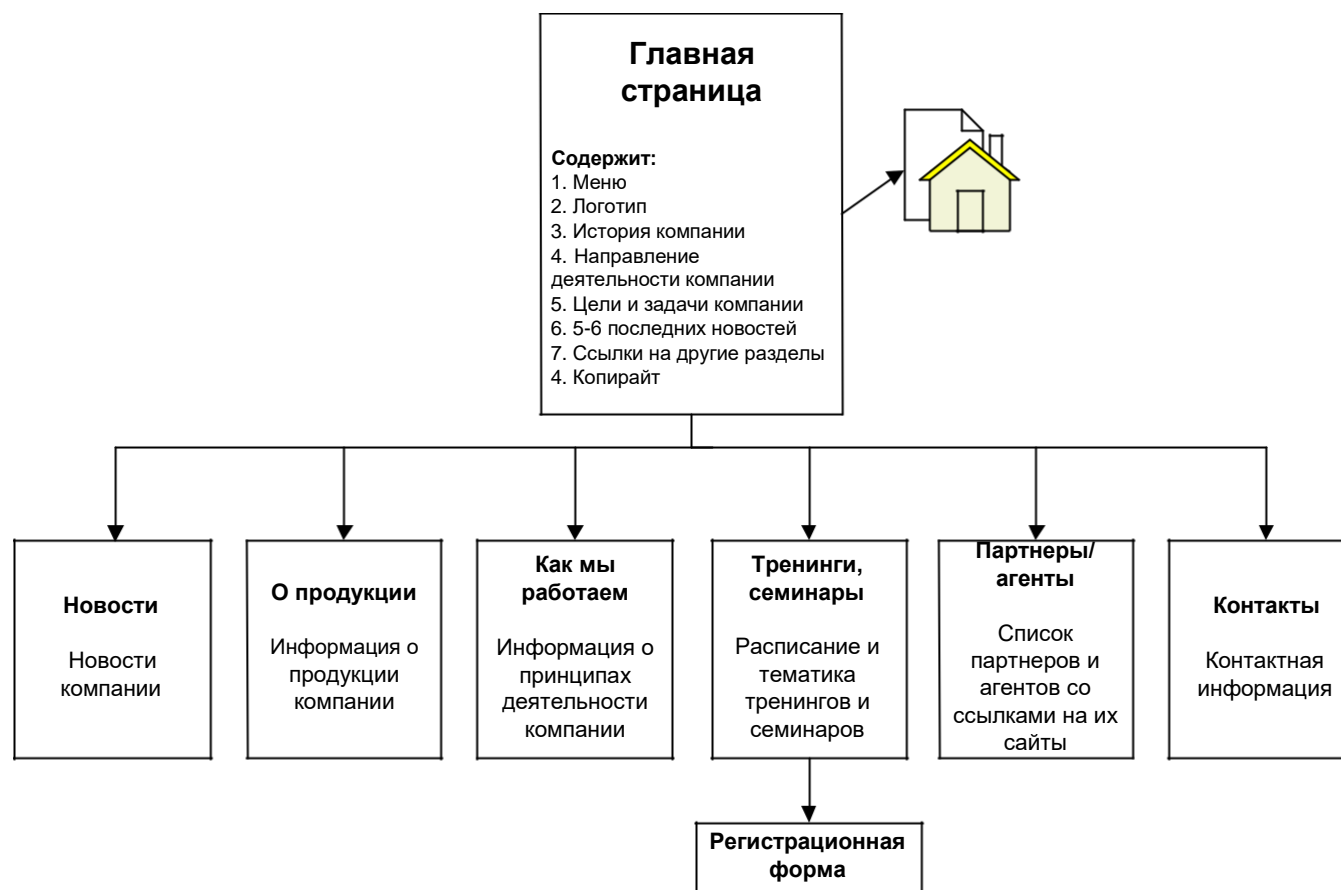 Главная
страница
Содержит:
1. Меню
2. Логотип
3. История компании
4. Направление
деятельности компании
5. Цели и задачи компании
6. 5-6 последних новостей
7. Ссылки на другие разделы
4. Копирайт
Новости
Новости
компании
О продукции
Информация о
продукции
компании
Как мы
работаем
Информация о
принципах
деятельности
компании
Тренинги,
семинары
Расписание и
тематика
тренингов и
семинаров
Партнеры/
агенты
Список
партнеров и
агентов со
ссылками на их
сайты
Контакты
Контактная
информация
Регистрационная
форма